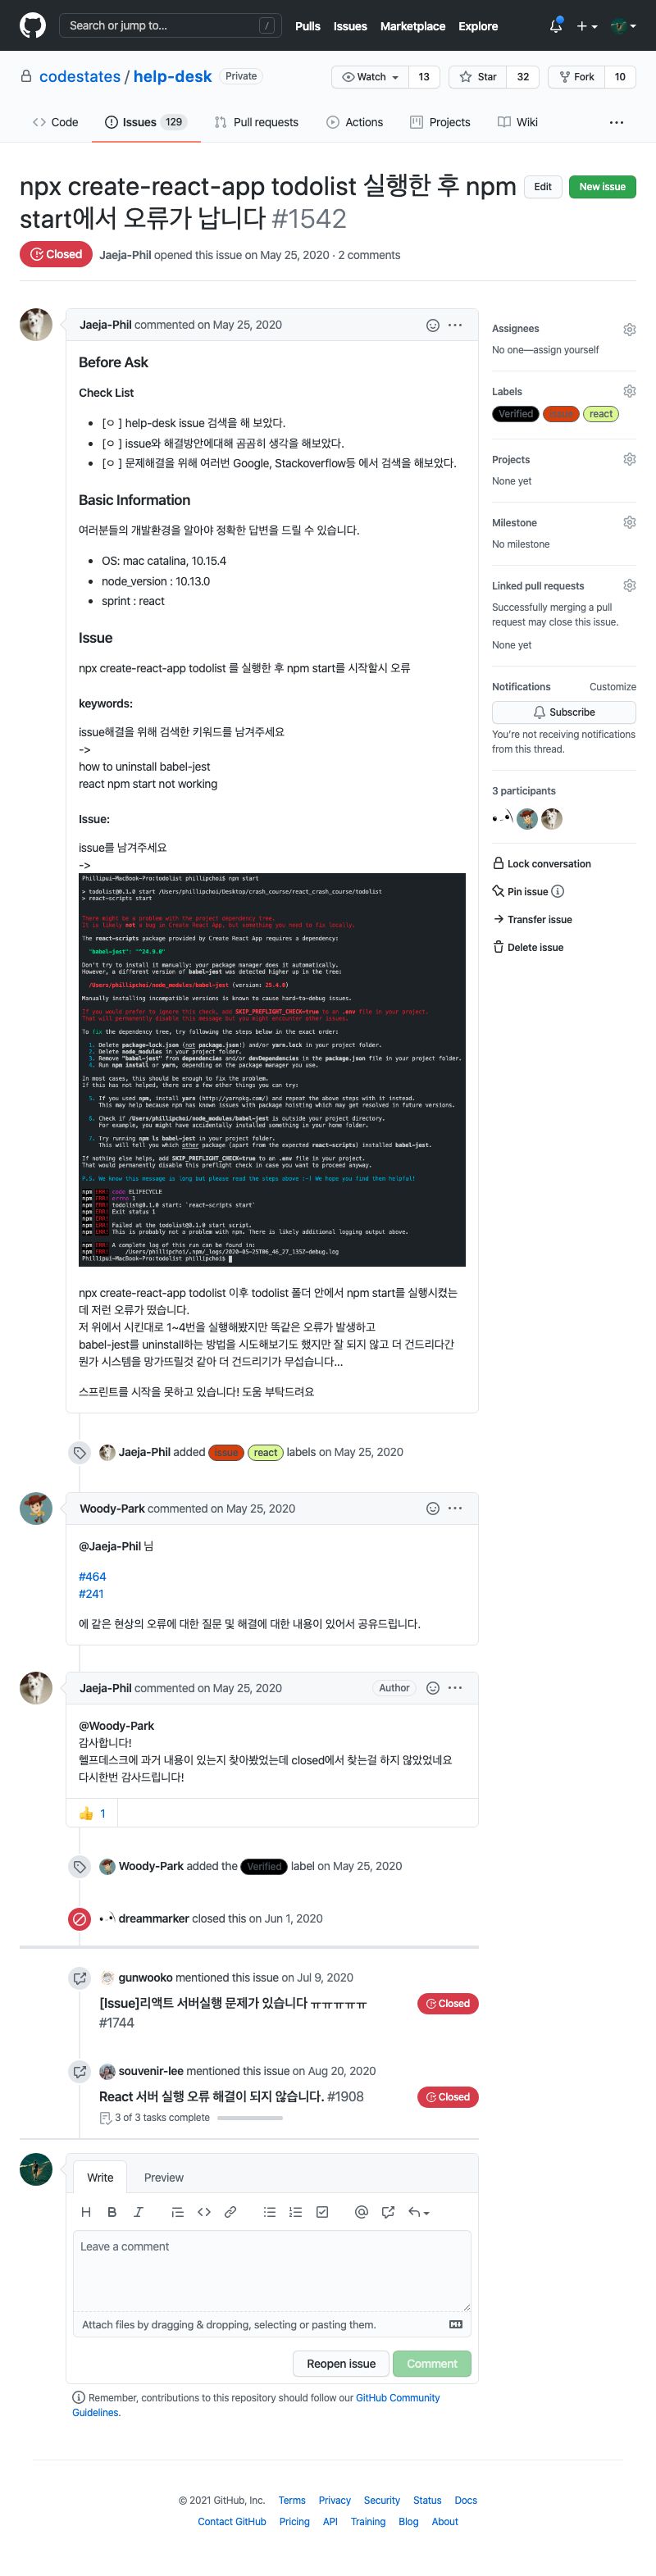 Search or jump to...
/
Pulls Issues Marketplace Explore
codestates / help-desk Private
Watch 13 Star 32 Fork 10
Code Issues 129 Pull requests Actions Projects Wiki
npx create-react-app todolist 실행한 후 npm
start에서 오류가 납니다 #1542
Edit New issue
Closed Jaeja-Phil opened this issue on May 25, 2020 · 2 comments
Jaeja-Phil commented on May 25, 2020
Before Ask
Check List
[ㅇ ] help-desk issue 검색을 해 보았다.
[ㅇ ] issue와 해결방안에대해 곰곰히 생각을 해보았다.
[ㅇ ] 문제해결을 위해 여러번 Google, Stackoverflow등 에서 검색을 해보았다.
Basic Information
여러분들의 개발환경을 알아야 정확한 답변을 드릴 수 있습니다.
OS: mac catalina, 10.15.4
node_version : 10.13.0
sprint : react
Issue
npx create-react-app todolist 를 실행한 후 npm start를 시작할시 오류
keywords:
issue해결을 위해 검색한 키워드를 남겨주세요
->
how to uninstall babel-jest
react npm start not working
Issue:
issue를 남겨주세요
->
Phillipui-MacBook-Pro:todolist phillipchoi$ npm start
> todolist@0.1.0 start /Users/phillipchoi/Desktop/crash_course/react_crash_course/todolist
> react-scripts start
There might be a problem with the project dependency tree.
It is likely not a bug in Create React App, but something you need to fix locally.
The react-scripts package provided by Create React App requires a dependency:
"babel-jest": "^24.9.0"
Don't try to install it manually: your package manager does it automatically.
However, a different version of babel-jest was detected higher up in the tree:
/Users/phillipchoi/node_modules/babel-jest (version: 25.4.0)
Manually installing incompatible versions is known to cause hard-to-debug issues.
If you would prefer to ignore this check, add SKIP_PREFLIGHT_CHECK=true to an .env file in your project.
That will permanently disable this message but you might encounter other issues.
To fix the dependency tree, try following the steps below in the exact order:
1. Delete package-lock.json (not package.json!) and/or yarn.lock in your project folder.
2. Delete node_modules in your project folder.
3. Remove "babel-jest" from dependencies and/or devDependencies in the package.json file in your project folder.
4. Run npm install or yarn, depending on the package manager you use.
In most cases, this should be enough to fix the problem.
If this has not helped, there are a few other things you can try:
5. If you used npm, install yarn (http://yarnpkg.com/) and repeat the above steps with it instead.
This may help because npm has known issues with package hoisting which may get resolved in future versions.
6. Check if /Users/phillipchoi/node_modules/babel-jest is outside your project directory.
For example, you might have accidentally installed something in your home folder.
7. Try running npm ls babel-jest in your project folder.
This will tell you which other package (apart from the expected react-scripts) installed babel-jest.
If nothing else helps, add SKIP_PREFLIGHT_CHECK=true to an .env file in your project.
That would permanently disable this preflight check in case you want to proceed anyway.
P.S. We know this message is long but please read the steps above :-) We hope you find them helpful!
npm ERR! code ELIFECYCLE
npm ERR! errno 1
npm ERR! todolist@0.1.0 start: `react-scripts start`
npm ERR! Exit status 1
npm ERR!
npm ERR! Failed at the todolist@0.1.0 start script.
npm ERR! This is probably not a problem with npm. There is likely additional logging output above.
npm ERR! A complete log of this run can be found in:
npm ERR! /Users/phillipchoi/.npm/_logs/2020-05-25T06_46_27_135Z-debug.log
Phillipui-MacBook-Pro:todolist phillipchoi$
npx create-react-app todolist 이후 todolist 폴더 안에서 npm start를 실행시켰는
데 저런 오류가 떴습니다.
저 위에서 시킨대로 1~4번을 실행해봤지만 똑같은 오류가 발생하고
babel-jest를 uninstall하는 방법을 시도해보기도 했지만 잘 되지 않고 더 건드리다간
뭔가 시스템을 망가뜨릴것 같아 더 건드리기가 무섭습니다...
스프린트를 시작을 못하고 있습니다! 도움 부탁드려요
Jaeja-Phil added issue react labels on May 25, 2020
Woody-Park commented on May 25, 2020
@Jaeja-Phil 님
#464
#241
에 같은 현상의 오류에 대한 질문 및 해결에 대한 내용이 있어서 공유드립니다.
Jaeja-Phil commented on May 25, 2020 Author
@Woody-Park
감사합니다!
헬프데스크에 과거 내용이 있는지 찾아봤었는데 closed에서 찾는걸 하지 않았었네요
다시한번 감사드립니다!
1
Woody-Park added the Verified label on May 25, 2020
dreammarker closed this on Jun 1, 2020
gunwooko mentioned this issue on Jul 9, 2020
[Issue]리액트 서버실행 문제가 있습니다 ㅠㅠㅠㅠㅠ
#1744
Closed
souvenir-lee mentioned this issue on Aug 20, 2020
React 서버 실행 오류 해결이 되지 않습니다. #1908
Closed
3 of 3 tasks complete
Write Preview
Leave a comment
Attach files by dragging & dropping, selecting or pasting them.
Reopen issue Comment
Remember, contributions to this repository should follow our GitHub Community
Guidelines.
Assignees
No one—assign yourself
Labels
Verified issue react
Projects
None yet
Milestone
No milestone
Linked pull requests
Successfully merging a pull
request may close this issue.
None yet
Notifications Customize
Subscribe
You're not receiving notifications
from this thread.
3 participants
Lock conversation
Pin issue
Transfer issue
Delete issue
© 2021 GitHub, Inc. Terms Privacy Security Status Docs
Contact GitHub Pricing API Training Blog About